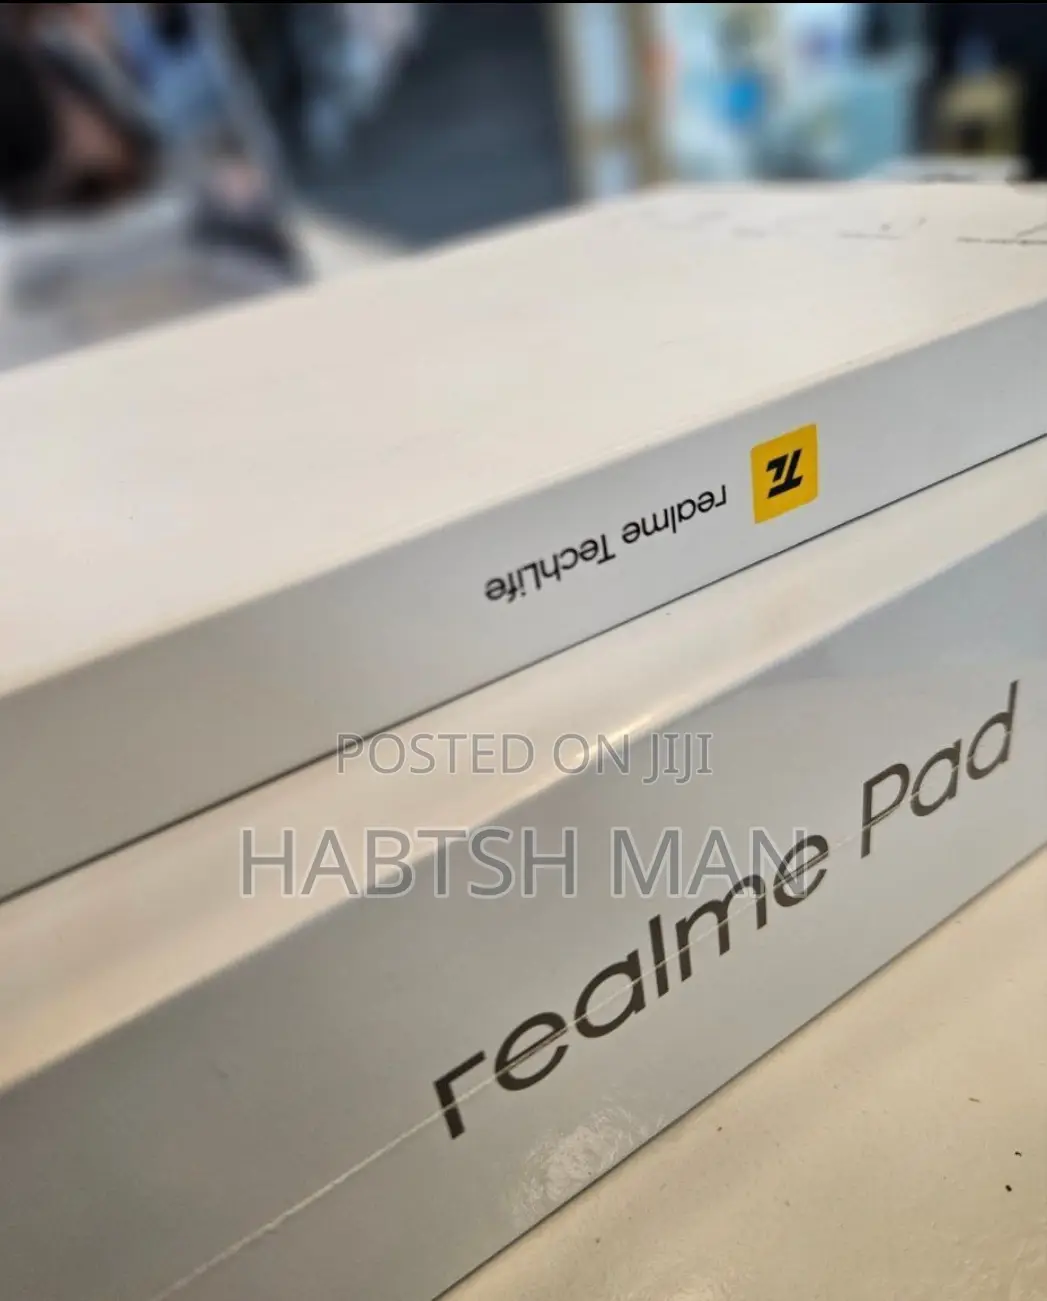 TL
realme TechLife
POSTED ON JIJI
HABTSH MAN
realme Pad